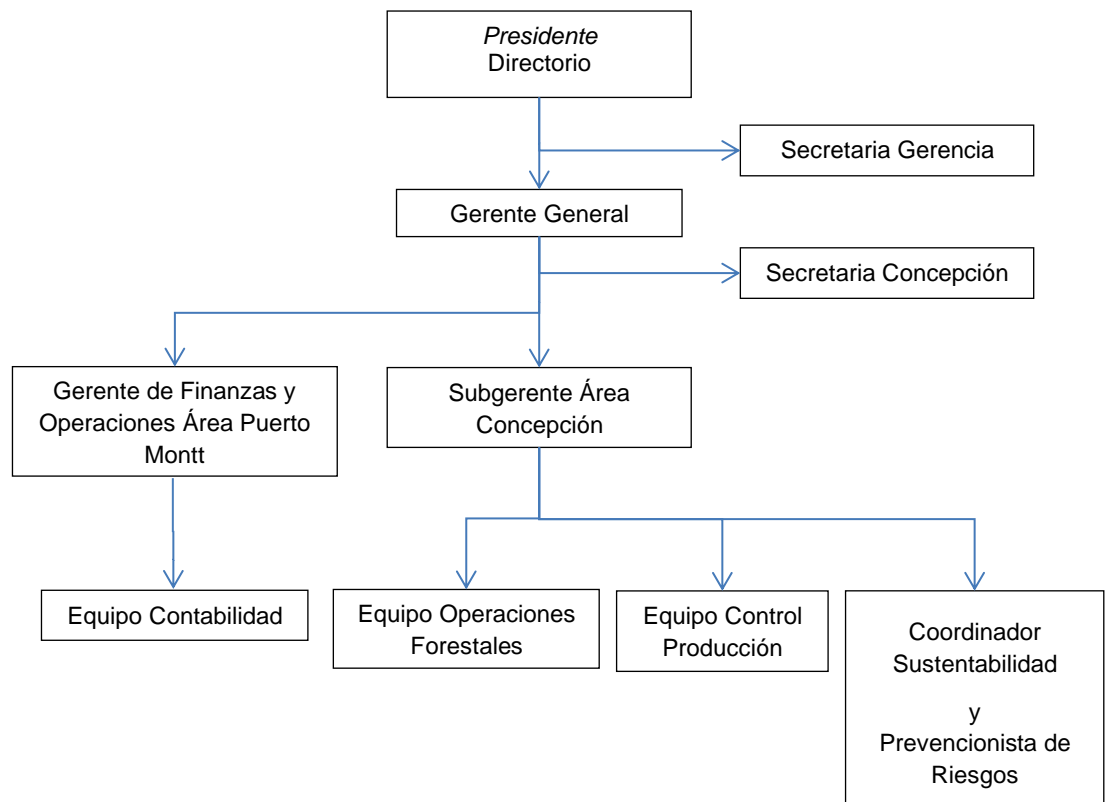 Presidente
Directorio
Secretaria Gerencia
Gerente General
Secretaria Concepción
Gerente de Finanzas y
Operaciones Área Puerto
Montt
Subgerente Área
Concepción
Equipo Contabilidad
Equipo Operaciones
Forestales
Equipo Control
Producción
Coordinador
Sustentabilidad
y
Prevencionista de
Riesgos